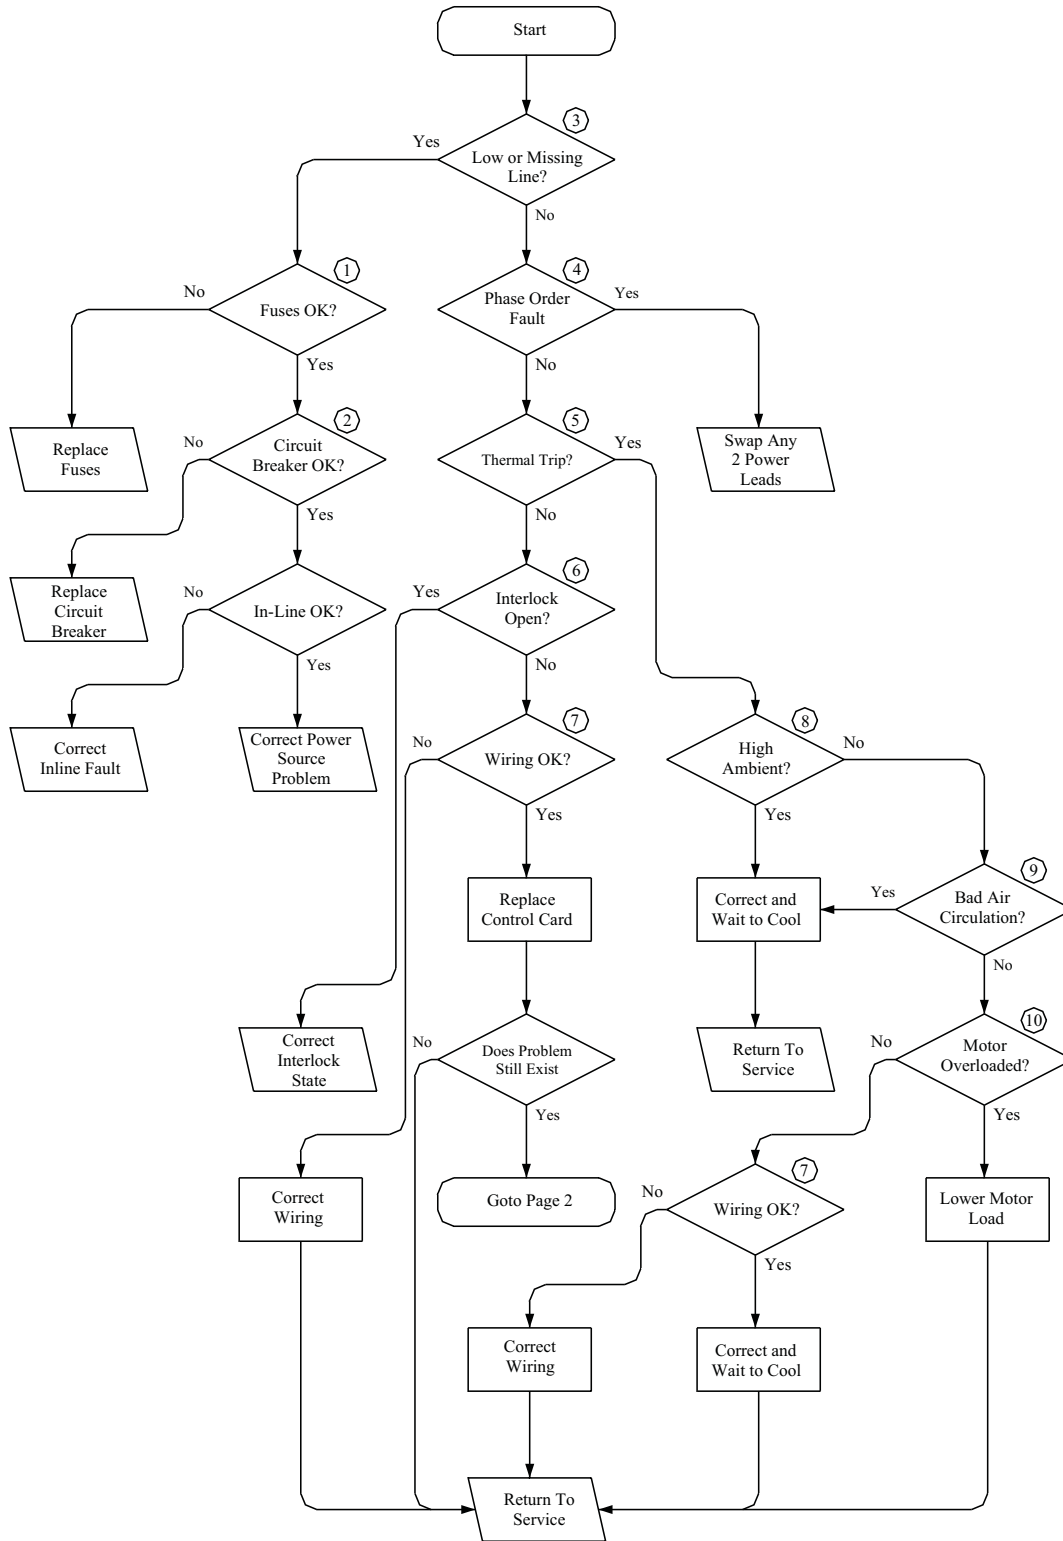 Start
3
Yes
Low or Missing
Line?
No
1
4
No
Yes
Fuses OK?
Phase Order
Fault
Yes
No
2
5
No
Yes
Replace
Fuses
Circuit
Breaker OK?
Thermal Trip?
Swap Any
2 Power
Leads
Yes
No
6
No
Yes
Replace
Circuit
Breaker
In-Line OK?
Interlock
Open?
Yes
No
7
8
No
No
Correct
Inline Fault
Correct Power
Source
Problem
Wiring OK?
High
Ambient?
Yes
Yes
9
Yes
Replace
Control Card
Correct and
Wait to Cool
Bad Air
Circulation?
No
10
No
No
Correct
Interlock
State
Does Problem
Still Exist
Return To
Service
Motor
Overloaded?
Yes
Yes
7
No
Correct
Wiring
Goto Page 2
Wiring OK?
Lower Motor
Load
Yes
Correct
Wiring
Correct and
Wait to Cool
Return To
Service